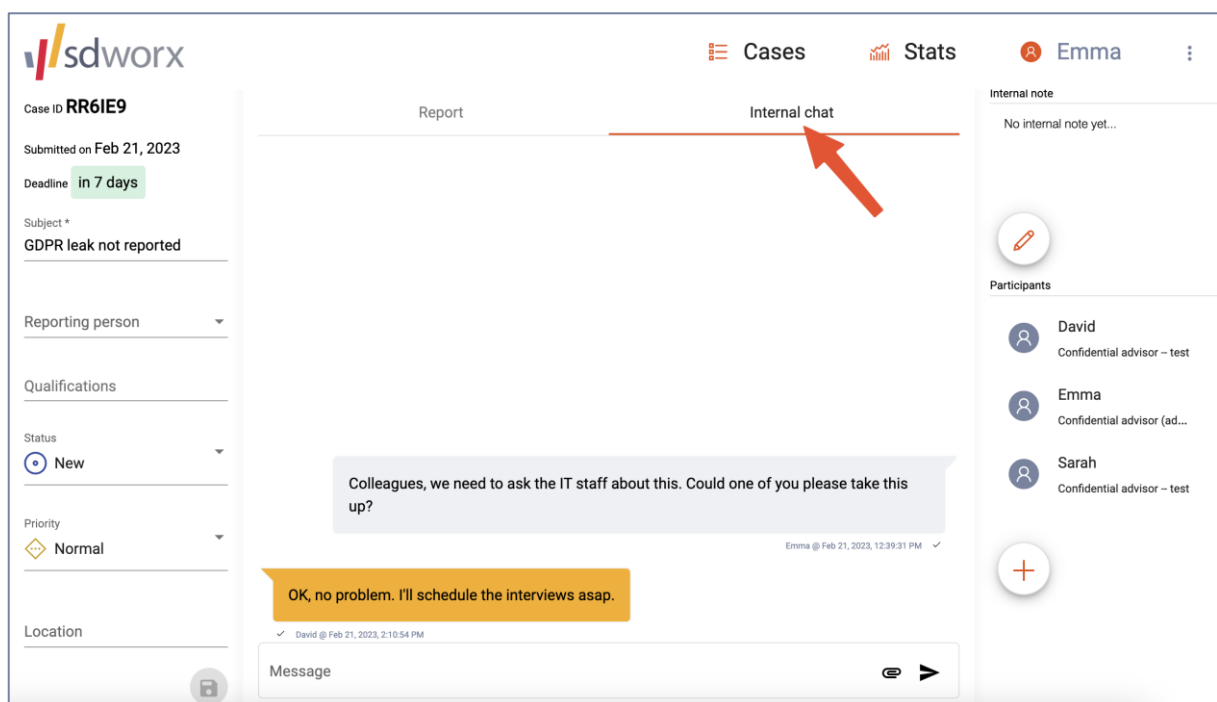 sdworx
Cases
Stats
Emma
Case ID RR6IE9
Submitted on Feb 21, 2023
Deadline in 7 days
Subject *
GDPR leak not reported
Reporting person
Qualifications
Status
New
Priority
Normal
Location
Report
Internal chat
Colleagues, we need to ask the IT staff about this. Could one of you please take this
up?
Emma @ Feb 21, 2023, 12:39:31 PM
OK, no problem. I'll schedule the interviews asap.
David @ Feb 21, 2023, 2:10:54 PM
Message
Internal note
No internal note yet...
Participants
David
Confidential advisor – test
Emma
Confidential advisor (ad...
Sarah
Confidential advisor – test